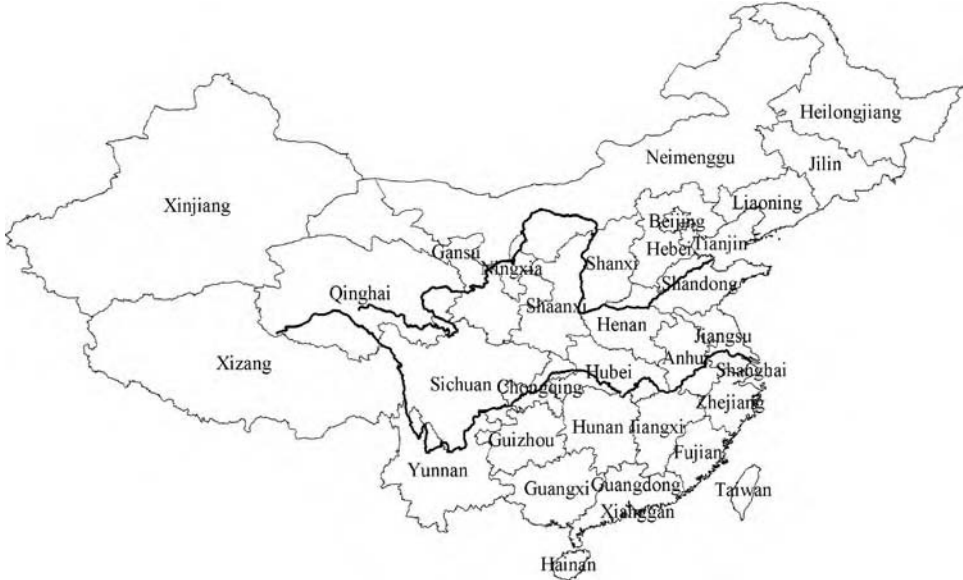 Heilongjiang
Neimenggu
Jilin
Xinjiang
Liaoning
Beijing
Gansu
Hebei
Tianjin
Ningxia
Shanxi
Shandong
Qinghai
Shaanxi
Henan
Jiangsu
Xizang
Anhui
Hubei
Shanghai
Sichuan
Chongqing
Zhejiang
Hunan
Jiangxi
Guizhou
Fujian
Yunnan
Guangxi
Guangdong
Taiwan
Xianggan
Hainan